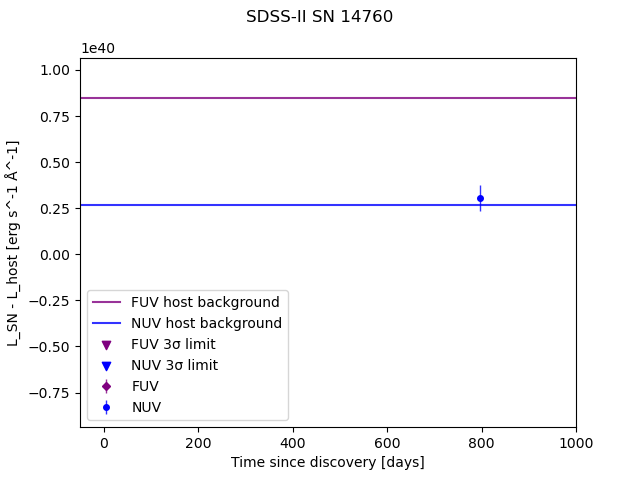 SDSS-II SN 14760
1e40
1.00
0.75
0.50
0.25
0.00
−0.25
−0.50
−0.75
L_SN - L_host [erg s^-1 Å^-1]
FUV host background
NUV host background
FUV 3σ limit
NUV 3σ limit
FUV
NUV
0 200 400 600 800 1000
Time since discovery [days]